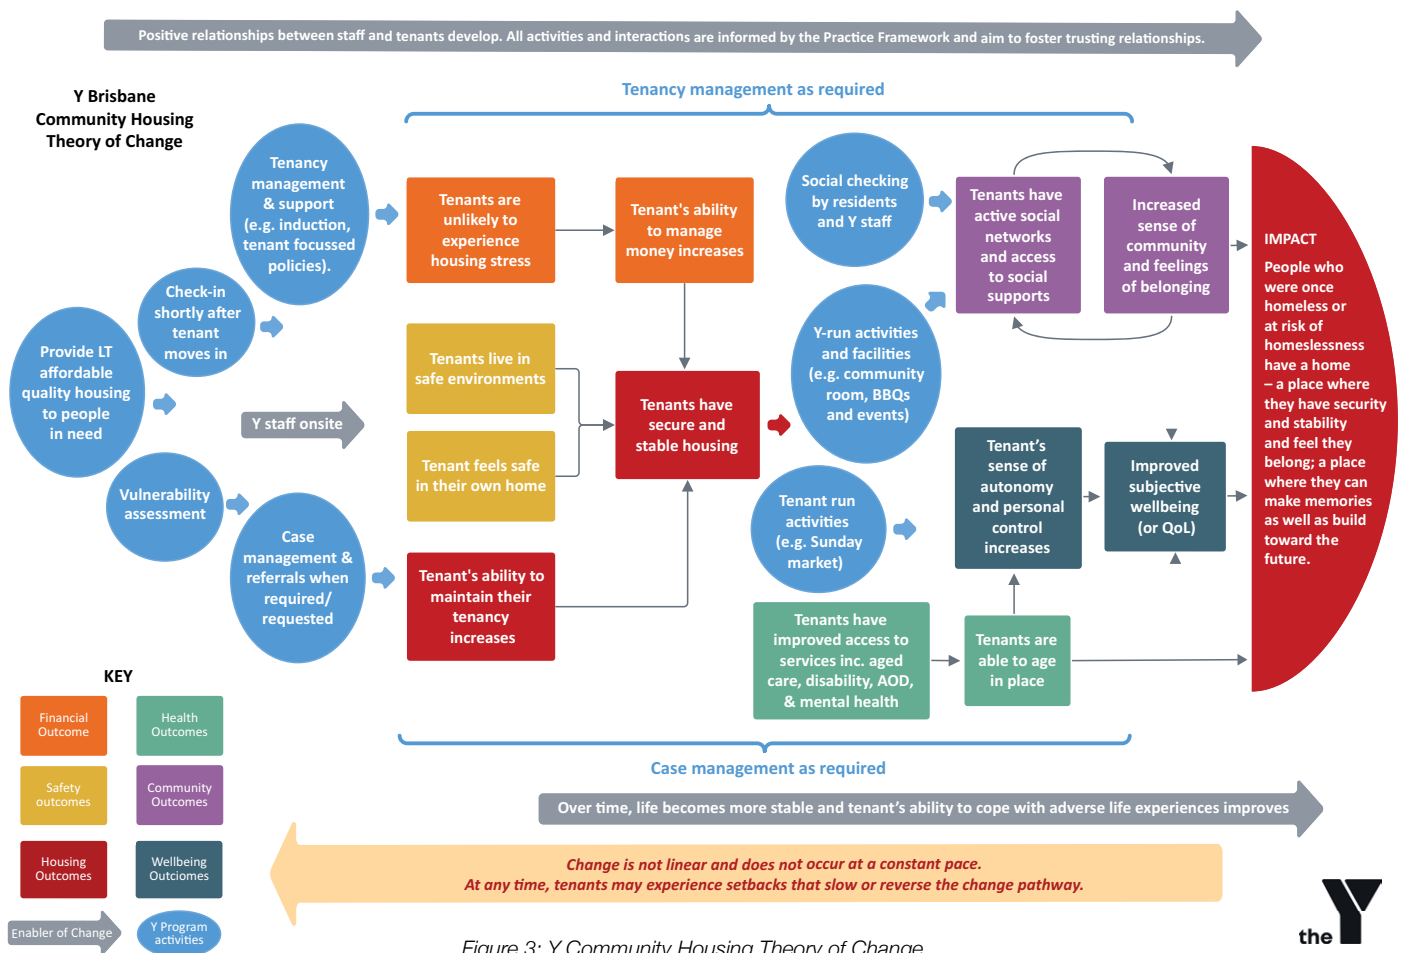 Positive relationships between staff and tenants develop. All activities and interactions are informed by the Practice Framework and aim to foster trusting relationships.
Y Brisbane
Community Housing
Theory of Change
Tenancy management as required
Provide LT
affordable
quality housing
to people
in need
Check-in
shortly after
tenant
moves in
Tenancy
management
& support
(e.g. induction,
tenant focussed
policies).
Vulnerability
assessment
Case
management &
referrals when
required/
requested
Y staff onsite
Tenants are
unlikely to
experience
housing stress
Tenant's ability
to manage
money increases
Tenants live in
safe environments
Tenant feels safe
in their own home
Tenant's ability to
maintain their
tenancy
increases
Tenants have
secure and
stable housing
Social checking
by residents
and Y staff
Y-run activities
and facilities
(e.g. community
room, BBQs
and events)
Tenant run
activities
(e.g. Sunday
market)
Tenants have
active social
networks
and access
to social
supports
Increased
sense of
community
and feelings
of belonging
Tenant's
sense of
autonomy
and personal
control
increases
Improved
subjective
wellbeing
(or QoL)
Tenants have
improved access to
services inc. aged
care, disability, AOD,
& mental health
Tenants are
able to age
in place
IMPACT
People who
were once
homeless or
at risk of
homeslessness
have a home
– a place where
they have security
and stability
and feel they
belong; a place
where they can
make memories
as well as build
toward the
future.
Case management as required
Over time, life becomes more stable and tenant's ability to cope with adverse life experiences improves
Change is not linear and does not occur at a constant pace.
At any time, tenants may experience setbacks that slow or reverse the change pathway.
KEY
Financial
Outcome
Health
Outcomes
Safety
outcomes
Community
Outcomes
Housing
Outcomes
Wellbeing
Outciomes
Enabler of Change
Y Program
activities
the Y
Figure 3: Y Community Housing Theory of Change